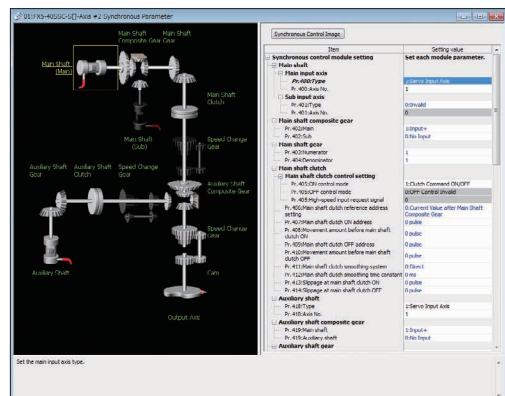 01:FX5-40SSC-S[]-Axis #2 Synchronous Parameter
Main Shaft Main Shaft
Composite Gear Gear
Main Shaft
(Main)
Main Shaft
Clutch
Main Shaft
(Sub)
Speed Change
Gear
Auxiliary Shaft Auxiliary Shaft Speed Change
Gear Clutch Gear
Auxiliary Shaft
Composite Gear
Speed Change
Gear
Auxiliary Shaft
Cam
Output Axis
Synchronous Control Image
Item Setting value
Synchronous control module setting Set each module parameter.
Main shaft
Main input axis
Pr.400:Type 1:Servo Input Axis
Pr.400:Axis No. 1
Sub input axis
Pr.401:Type 0:Invalid
Pr.401:Axis No. 0
Main shaft composite gear
Pr.402:Main 1:Input+
Pr.402:Sub 0:No Input
Main shaft gear
Pr.403:Numerator 1
Pr.404:Denominator 1
Main shaft clutch
Main shaft clutch control setting
Pr.405:ON control mode 1:Clutch Command ON/OFF
Pr.405:OFF control mode 0:OFF Control Invalid
Pr.405:High-speed input request signal 0
Pr.406:Main shaft clutch reference address setting 0:Current Value after Main Shaft Composite Gear
Pr.407:Main shaft clutch ON address 0 pulse
Pr.408:Movement amount before main shaft clutch ON 0 pulse
Pr.409:Main shaft clutch OFF address 0 pulse
Pr.410:Movement amount before main shaft clutch OFF 0 pulse
Pr.411:Main shaft clutch smoothing system 0:Direct
Pr.412:Main shaft clutch smoothing time constant 0 ms
Pr.413:Slippage at main shaft clutch ON 0 pulse
Pr.414:Slippage at main shaft clutch OFF 0 pulse
Auxiliary shaft
Pr.418:Type 1:Servo Input Axis
Pr.418:Axis No. 1
Auxiliary shaft composite gear
Pr.419:Main shaft 1:Input+
Pr.419:Auxiliary shaft 0:No Input
Auxiliary shaft gear
Set the main input axis type.